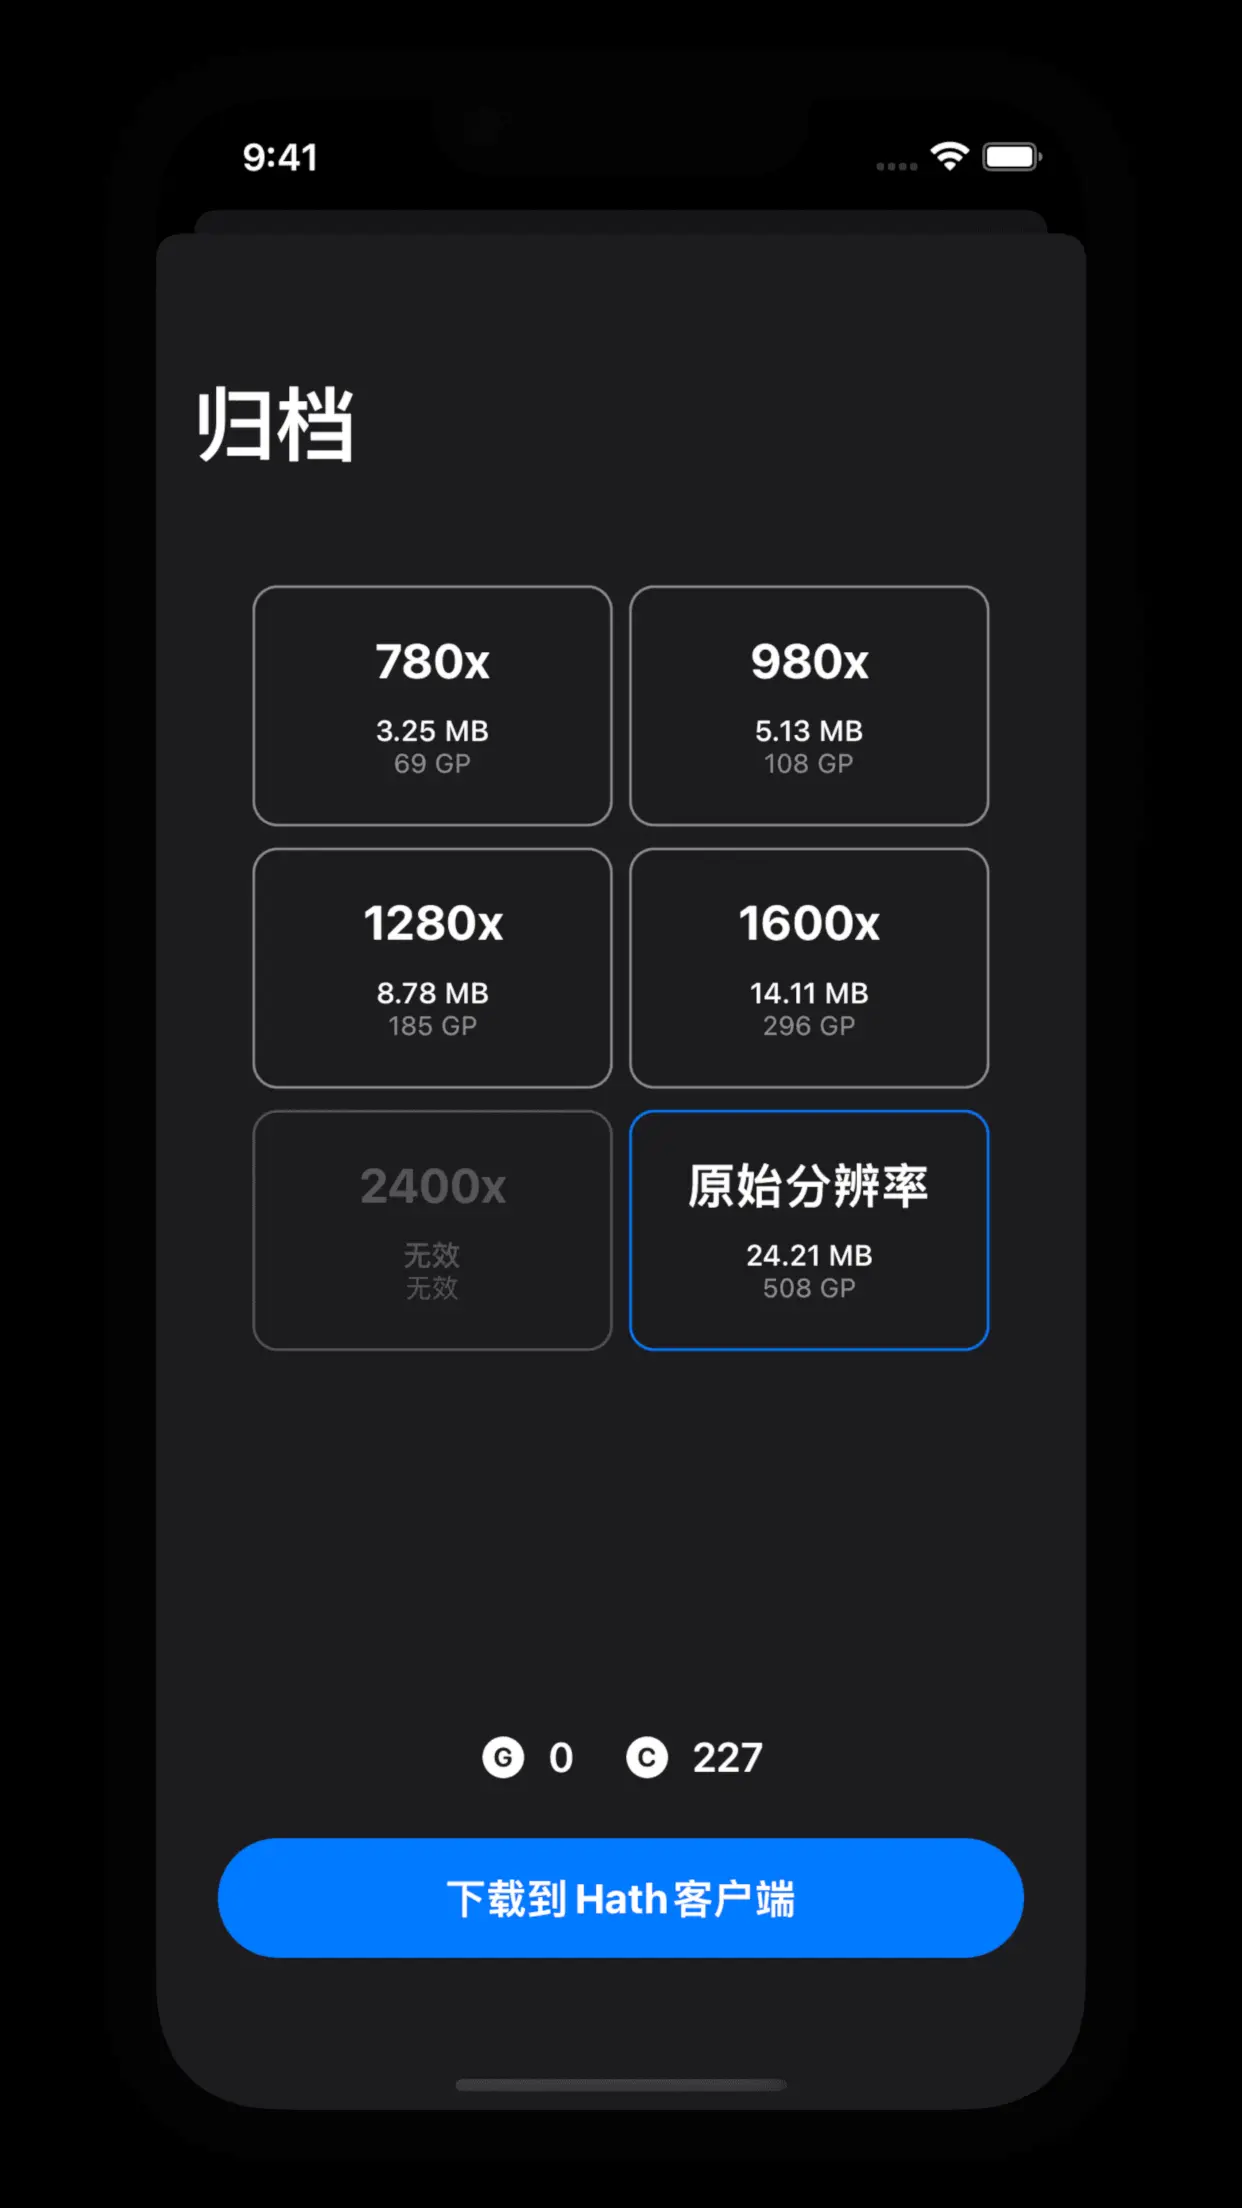 9:41
归档
780x
3.25 MB
69 GP
980x
5.13 MB
108 GP
1280x
8.78 MB
185 GP
1600x
14.11 MB
296 GP
2400x
无效
无效
原始分辨率
24.21 MB
508 GP
G 0 C 227
下载到 Hath 客户端